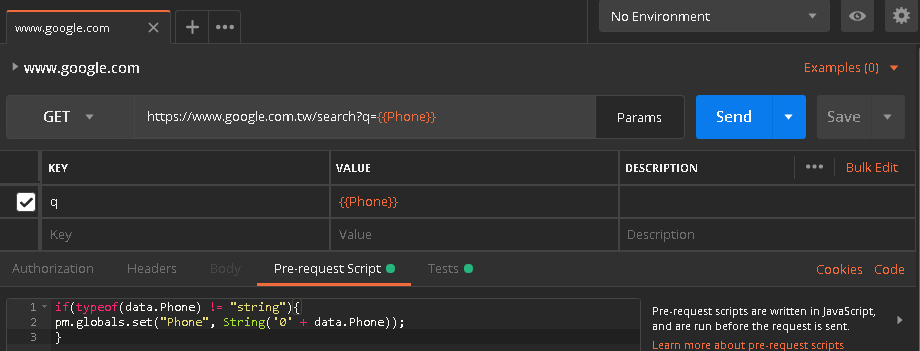 www.google.com
No Environment
www.google.com
Examples (0)
GET
https://www.google.com.tw/search?q={{Phone}}
Params
Send
Save
KEY VALUE DESCRIPTION Bulk Edit
q {{Phone}}
Key Value Description
Authorization Headers Body Pre-request Script Tests Cookies Code
1 if(typeof(data.Phone) != "string"){
2 pm.globals.set("Phone", String('0' + data.Phone));
3 }
Pre-request scripts are written in JavaScript,
and are run before the request is sent.
Learn more about pre-request scripts